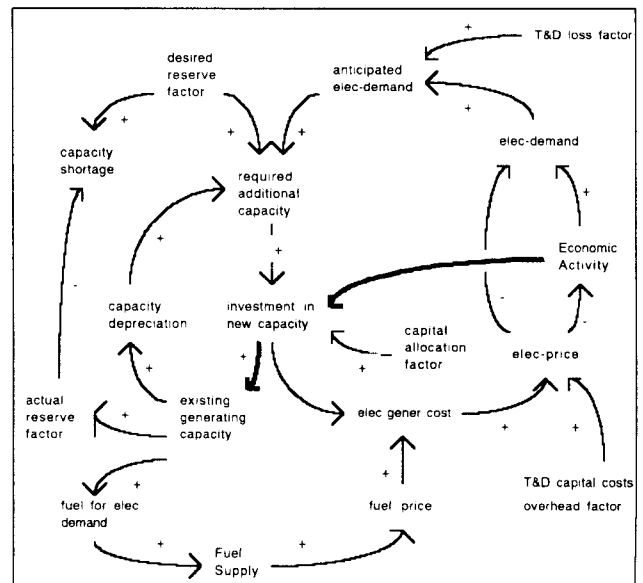 T&D loss factor
desired
reserve
factor
anticipated
elec-demand
+
+
capacity
shortage
+
+
+
elec-demand
required
additional
capacity
+
+
+
Economic
Activity
-
capacity
depreciation
investment in
new capacity
-
-
capital
allocation
factor
elec-price
+
+
+
actual
reserve
factor
+
existing
generating
capacity
elec gener cost
+
+
+
+
T&D capital costs
overhead factor
fuel for elec
demand
fuel price
+
Fuel
Supply
+